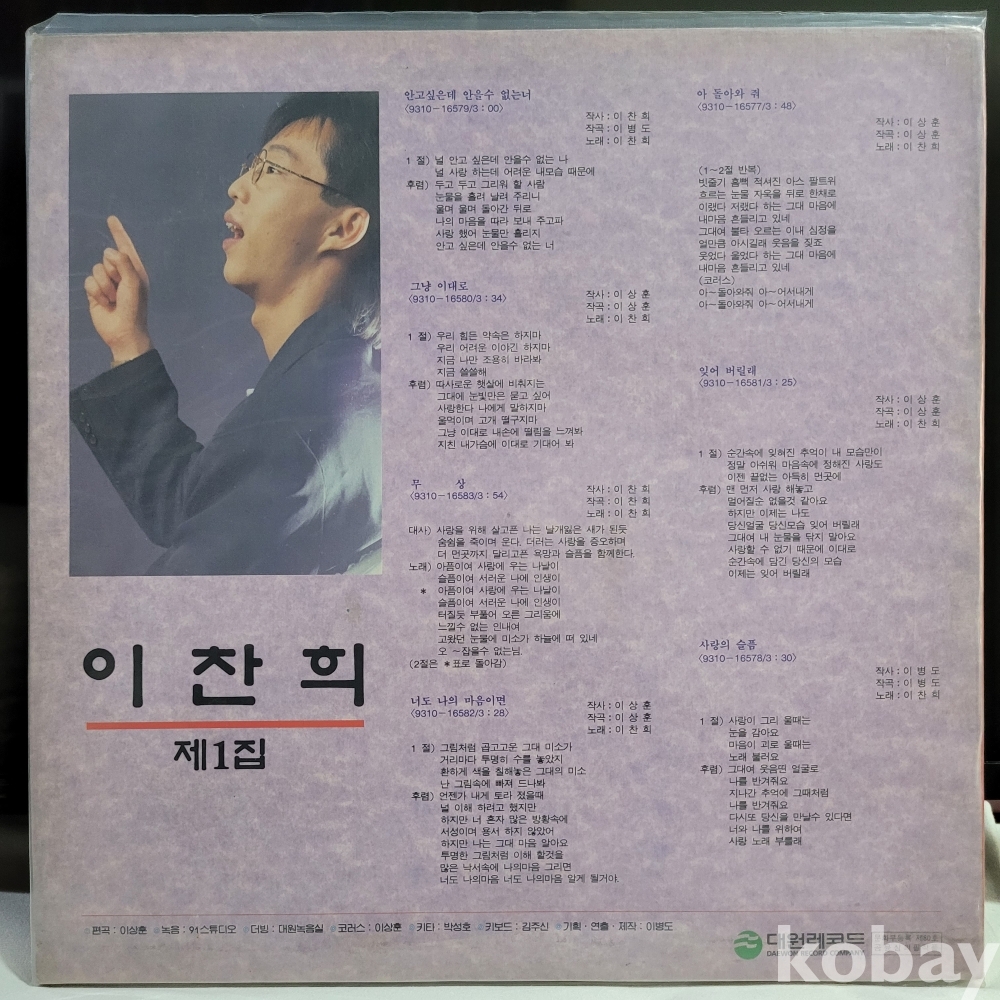 안고싶은데 안을수 없는너
〈9310-16579/3 : 00〉
작사 : 이 찬 희
작곡 : 이 병 도
노래 : 이 찬 희
1 절) 널 안고 싶은데 안을수 없는 나
널 사랑 하는데 어려운 내모습 때문에
후렴) 두고 두고 그리워 할 사람
눈물을 흘려 날려 주리니
울며 울며 돌아간 뒤로
나의 마음을 따라 보내 주고파
사랑 했어 눈물만 흘리지
안고 싶은데 안을수 없는 너
그냥 이대로
〈9310-16580/3 : 34〉
작사 : 이 상 훈
작곡 : 이 상 훈
노래 : 이 찬 희
1 절) 우리 힘든 약속은 하지마
우리 어려운 이야긴 하지마
지금 나만 조용히 바라봐
지금 쓸쓸해
후렴) 따사로운 햇살에 비춰지는
그대에 눈빛만은 묻고 싶어
사랑한다 나에게 말하지마
울먹이며 고개 떨구지마
그냥 이대로 내손에 떨림을 느껴봐
지친 내가슴에 이대로 기대어 봐
무 상
〈9310-16583/3 : 54〉
작사 : 이 찬 희
작곡 : 이 찬 희
노래 : 이 찬 희
대사) 사랑을 위해 살고픈 나는 날개잃은 새가 된듯
숨쉼을 죽이며 운다. 더러는 사랑을 증오하며
더 먼곳까지 달리고픈 욕망과 슬픔을 함께한다.
노래) 아픔이여 사랑에 우는 나날이
슬픔이여 서러운 나에 인생이
* 아픔이여 사랑에 우는 나날이
슬픔이여 서러운 나에 인생이
터질듯 부풀어 오른 그리움에
느낄수 없는 인내여
고왔던 눈물에 미소가 하늘에 떠 있네
오 ~잡을수 없는님.
(2절은 *표로 돌아감)
너도 나의 마음이면
〈9310-16582/3 : 28〉
작사 : 이 상 훈
작곡 : 이 상 훈
노래 : 이 찬 희
1 절) 그림처럼 곱고고운 그대 미소가
거리마다 투명히 수를 놓았지
환하게 색을 칠해놓은 그대의 미소
난 그림속에 빠져 드나봐
후렴) 언젠가 내게 토라 졌을때
널 이해 하려고 했지만
하지만 너 혼자 많은 방황속에
서성이며 용서 하지 않았어
하지만 나는 그대 마음 알아요
투명한 그림처럼 이해 할것을
많은 낙서속에 나의마음 그리면
너도 나의마음 너도 나의마음 알게 될거야.
아 돌아와 줘
〈9310-16577/3 : 48〉
작사 : 이 상 훈
작곡 : 이 상 훈
노래 : 이 찬 희
(1~2절 반복)
빗줄기 흠뻑 적셔진 아스 팔트위
흐르는 눈물 자욱을 뒤로 한채로
이랬다 저랬다 하는 그대 마음에
내마음 흔들리고 있네
그대여 불타 오르는 이내 심정을
얼만큼 아시길래 웃음을 짖죠
웃었다 울었다 하는 그대 마음에
내마음 흔들리고 있네
(코러스)
아~돌아와줘 아~어서내게
아~돌아와줘 아~어서내게
잊어 버릴래
〈9310-16581/3 : 25〉
작사 : 이 상 훈
작곡 : 이 상 훈
노래 : 이 찬 희
1 절) 순간속에 잊혀진 추억이 내 모습만이
정말 아쉬워 마음속에 정해진 사랑도
이젠 끝없는 아득히 먼곳에
후렴) 맨 먼저 사랑 해놓고
멀어질순 없을것 같아요
하지만 이제는 나도
당신얼굴 당신모습 잊어 버릴래
그대여 내 눈물을 닦지 말아요
사랑할 수 없기 때문에 이대로
순간속에 담긴 당신의 모습
이제는 잊어 버릴래
사랑의 슬픔
〈9310-16578/3 : 30〉
작사 : 이 병 도
작곡 : 이 병 도
노래 : 이 찬 희
1 절) 사랑이 그리 울때는
눈을 감아요
마음이 괴로 울때는
노래 불러요
후렴) 그대여 웃음띤 얼굴로
나를 반겨줘요
지나간 추억에 그때처럼
나를 반겨줘요
다시또 당신을 만날수 있다면
너와 나를 위하여
사랑 노래 부를래
이 찬 희
제1집
편곡 : 이상훈 녹음 : 91스튜디오 더빙 : 대원녹음실 코러스 : 이상훈 키타 : 박성호 키보드 : 김주신 기획 · 연출 · 제작 : 이병도
대원레코드
DAEWON RECORD COMPANY
kobay